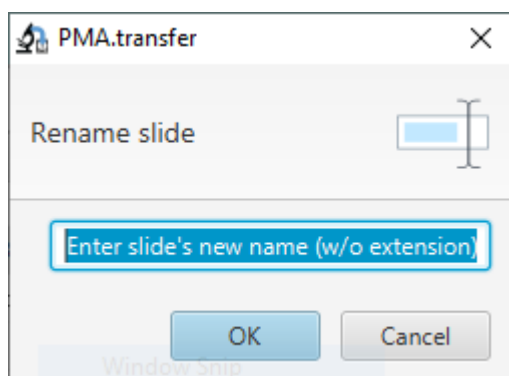 PMA.transfer
Rename slide
Enter slide's new name (w/o extension)
OK Cancel
Window Snip